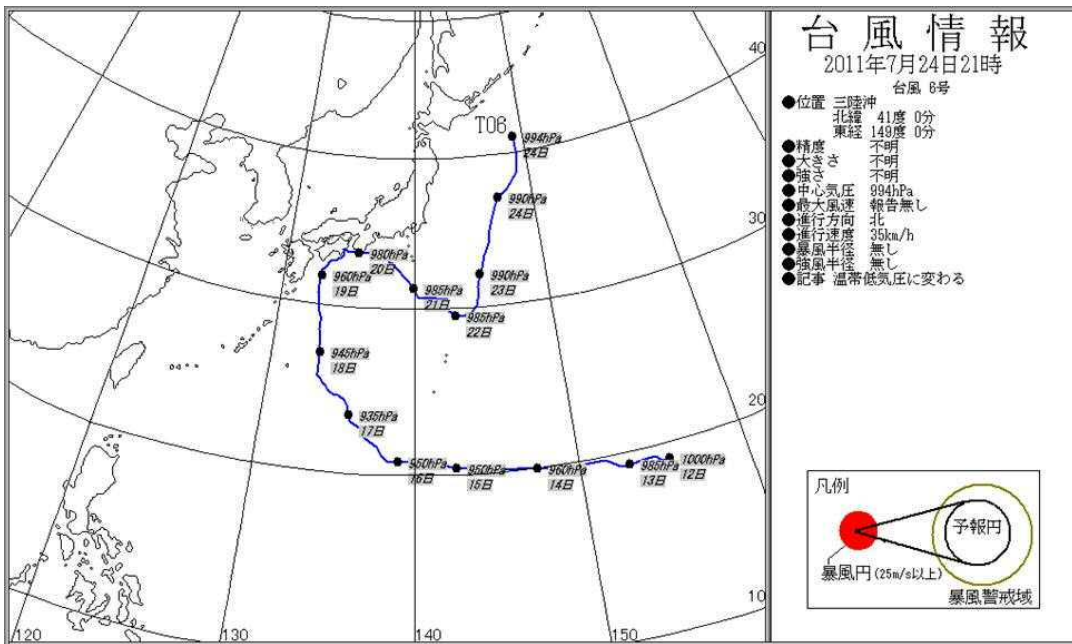 台風情報
2011年7月24日21時
台風 6号
●位置 三陸沖
北緯 41度 0分
東経 149度 0分
●精度 不明
●大きさ 不明
●強さ 不明
●中心気圧 994hPa
●最大風速 報告無し
●進行方向 北
●進行速度 35km/h
●暴風半径 無し
●強風半径 無し
●記事 温帯低気圧に変わる
40
T06
994hPa
24日
990hPa
24日
30
980hPa
20日
960hPa
19日
990hPa
23日
985hPa
21日
985hPa
22日
945hPa
18日
20
935hPa
17日
950hPa
16日
950hPa
15日
960hPa
14日
985hPa
13日
1000hPa
12日
凡例
予報円
暴風円(25m/s以上)
暴風警戒域
10
120
130
140
150